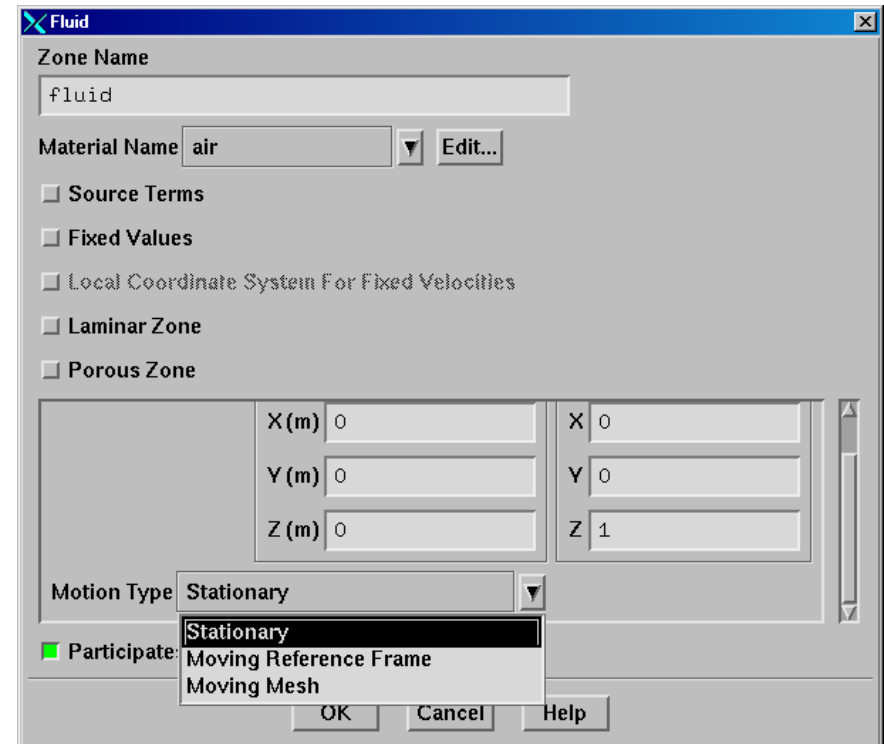 Fluid
Zone Name
fluid
Material Name air Edit...
Source Terms
Fixed Values
Local Coordinate System For Fixed Velocities
Laminar Zone
Porous Zone
X (m) 0 X 0
Y (m) 0 Y 0
Z (m) 0 Z 1
Motion Type Stationary
Stationary
Participate
Moving Reference Frame
Moving Mesh
OK Cancel Help